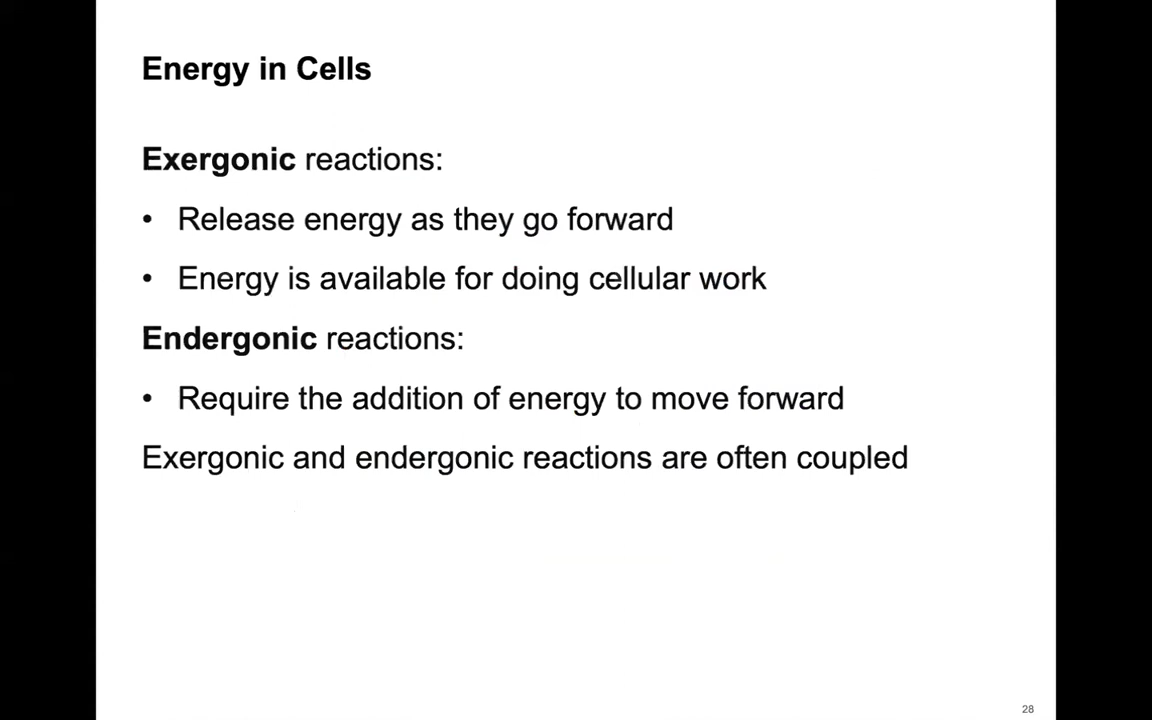 Energy in Cells
Exergonic reactions:
• Release energy as they go forward
• Energy is available for doing cellular work
Endergonic reactions:
• Require the addition of energy to move forward
Exergonic and endergonic reactions are often coupled
28